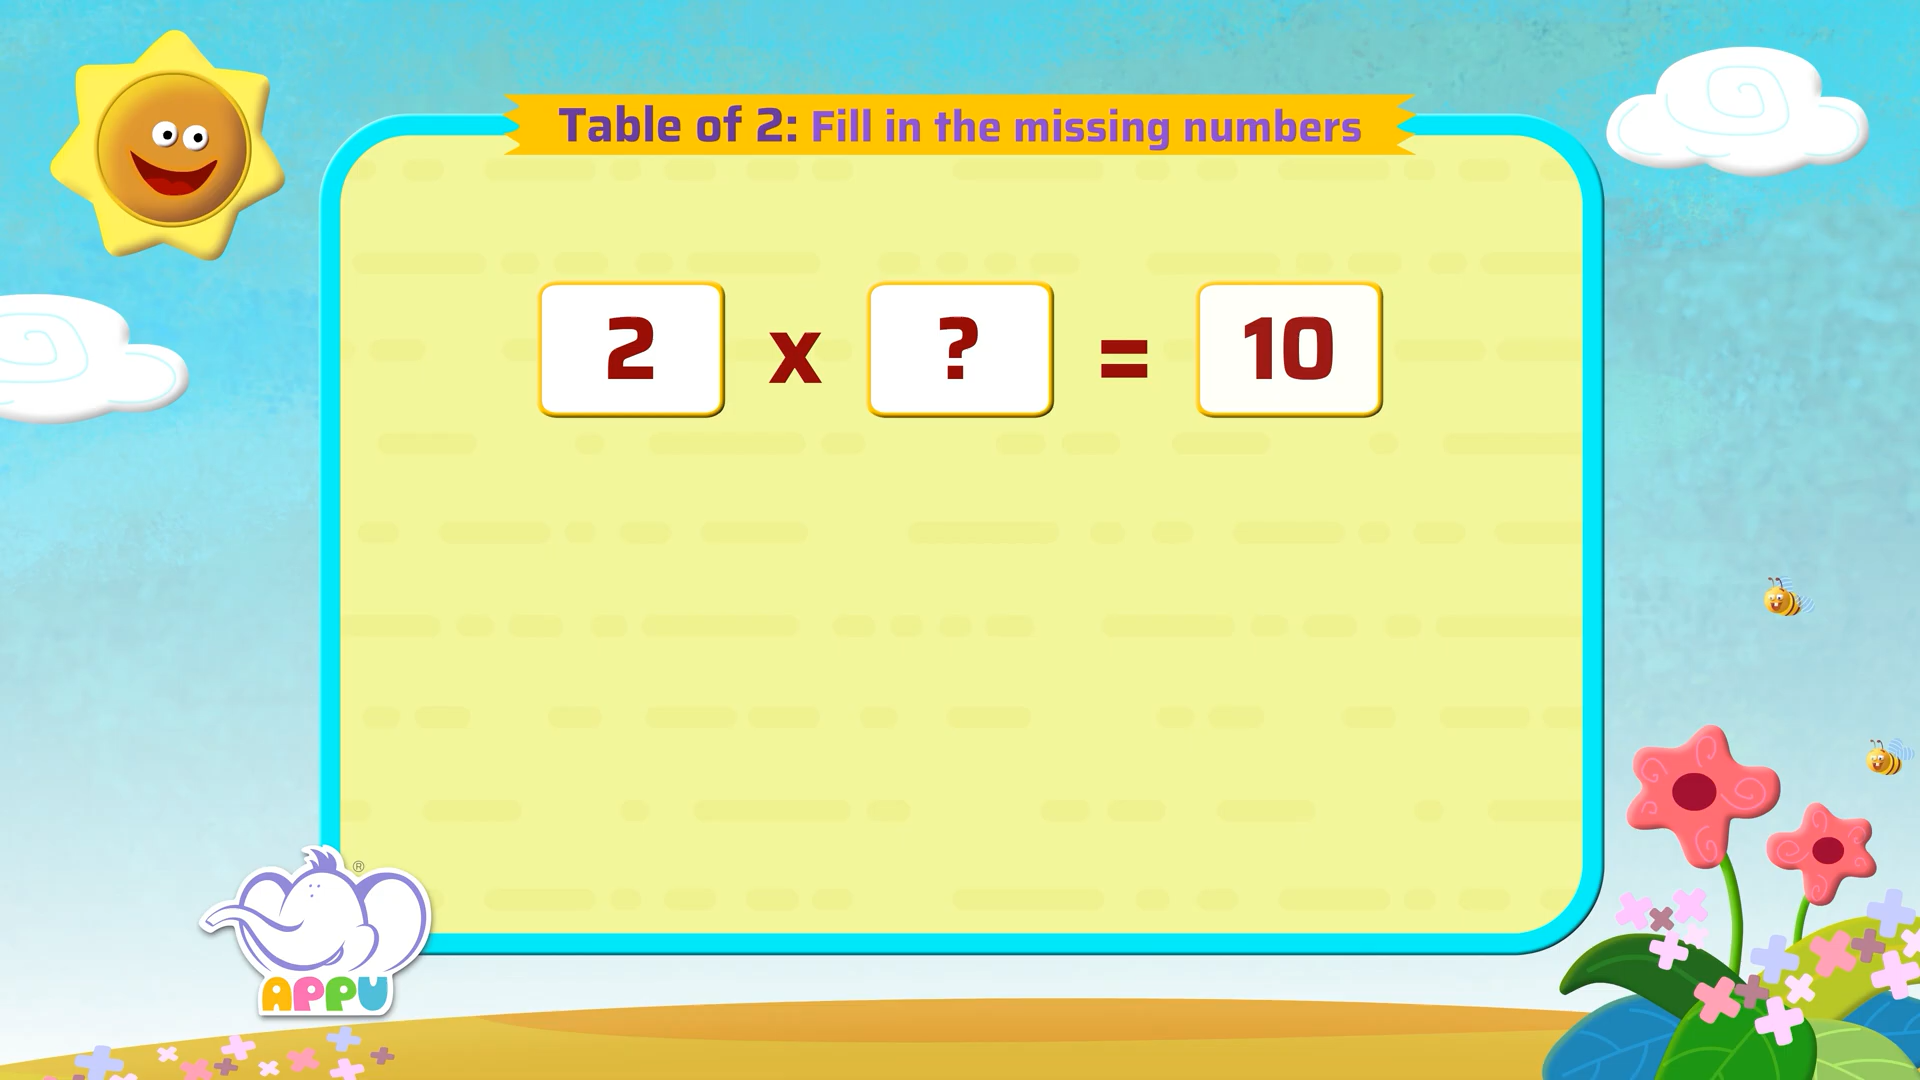 Table of 2: Fill in the missing numbers
2 x ? = 10
®
APPU